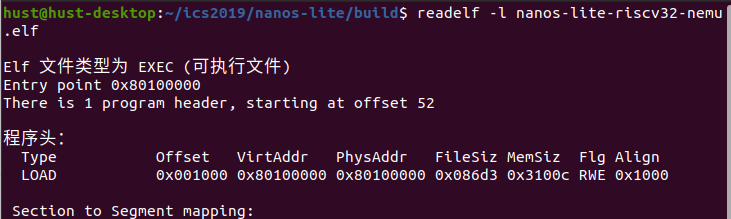 hust@hust-desktop:~/ics2019/nanos-lite/build$ readelf -l nanos-lite-riscv32-nemu
.elf

Elf 文件类型为 EXEC (可执行文件)
Entry point 0x80100000
There is 1 program header, starting at offset 52

程序头：
  Type           Offset   VirtAddr   PhysAddr   FileSiz MemSiz  Flg Align
  LOAD           0x001000 0x80100000 0x80100000 0x086d3 0x3100c RWE 0x1000

 Section to Segment mapping: